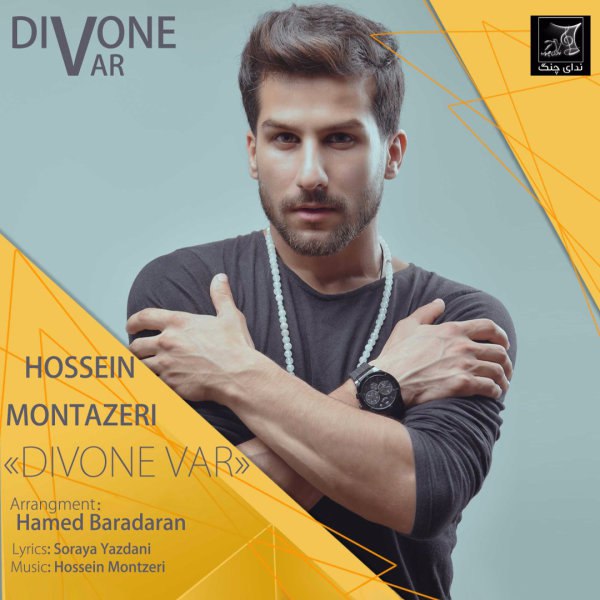 DIVONE
VAR
ندای چنگ
HOSSEIN
MONTAZERI
«DIVONE VAR»
Arrangment:
Hamed Baradaran
Lyrics: Soraya Yazdani
Music: Hossein Montzeri